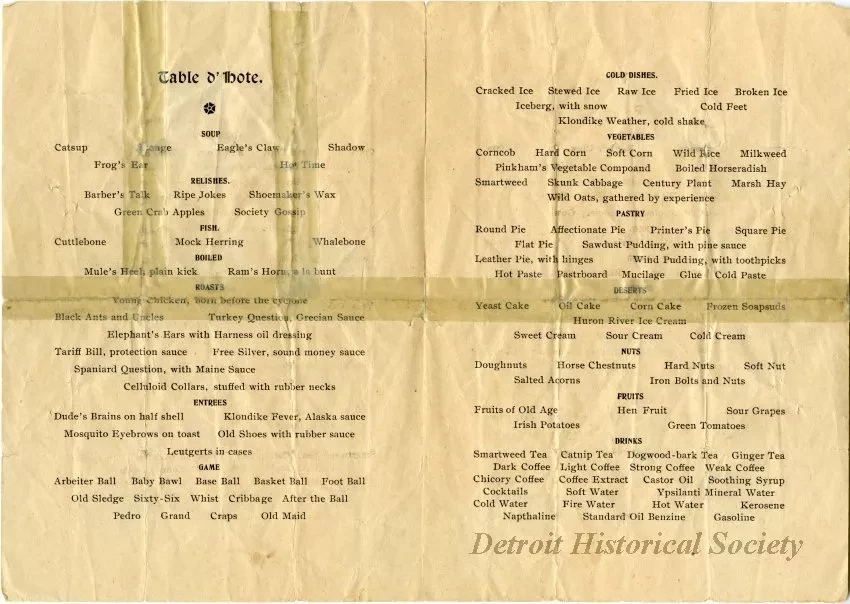 Table d'Hote.
SOUP
Catsup Eagle's Claw Shadow
Frog's Ear Hot Time
RELISHES.
Barber's Talk Ripe Jokes Shoemaker's Wax
Green Crab Apples Society Gossip
FISH.
Cuttlebone Mock Herring Whalebone
BOILED
Mule's Heel, plain kick Ram's Horn, a la bunt
ROASTS
Young Chicken, born before the cyclone
Black Ants and Uncles Turkey Question, Grecian Sauce
Elephant's Ears with Harness oil dressing
Tariff Bill, protection sauce Free Silver, sound money sauce
Spaniard Question, with Maine Sauce
Celluloid Collars, stuffed with rubber necks
ENTREES
Dude's Brains on half shell Klondike Fever, Alaska sauce
Mosquito Eyebrows on toast Old Shoes with rubber sauce
Leutgerts in cases
GAME
Arbeiter Ball Baby Bawl Base Ball Basket Ball Foot Ball
Old Sledge Sixty-Six Whist Cribbage After the Ball
Pedro Grand Craps Old Maid
COLD DISHES.
Cracked Ice Stewed Ice Raw Ice Fried Ice Broken Ice
Iceberg, with snow Cold Feet
Klondike Weather, cold shake
VEGETABLES
Corncob Hard Corn Soft Corn Wild Rice Milkweed
Pinkham's Vegetable Compoand Boiled Horseradish
Smartweed Skunk Cabbage Century Plant Marsh Hay
Wild Oats, gathered by experience
PASTRY
Round Pie Affectionate Pie Printer's Pie Square Pie
Flat Pie Sawdust Pudding, with pine sauce
Leather Pie, with hinges Wind Pudding, with toothpicks
Hot Paste Pastrboard Mucilage Glue Cold Paste
DESERTS
Yeast Cake Oil Cake Corn Cake Frozen Soapsuds
Huron River Ice Cream
Sweet Cream Sour Cream Cold Cream
NUTS
Doughnuts Horse Chestnuts Hard Nuts Soft Nut
Salted Acorns Iron Bolts and Nuts
FRUITS
Fruits of Old Age Hen Fruit Sour Grapes
Irish Potatoes Green Tomatoes
DRINKS
Smartweed Tea Catnip Tea Dogwood-bark Tea Ginger Tea
Dark Coffee Light Coffee Strong Coffee Weak Coffee
Chicory Coffee Coffee Extract Castor Oil Soothing Syrup
Cocktails Soft Water Ypsilanti Mineral Water
Cold Water Fire Water Hot Water Kerosene
Napthaline Standard Oil Benzine Gasoline
Detroit Historical Society